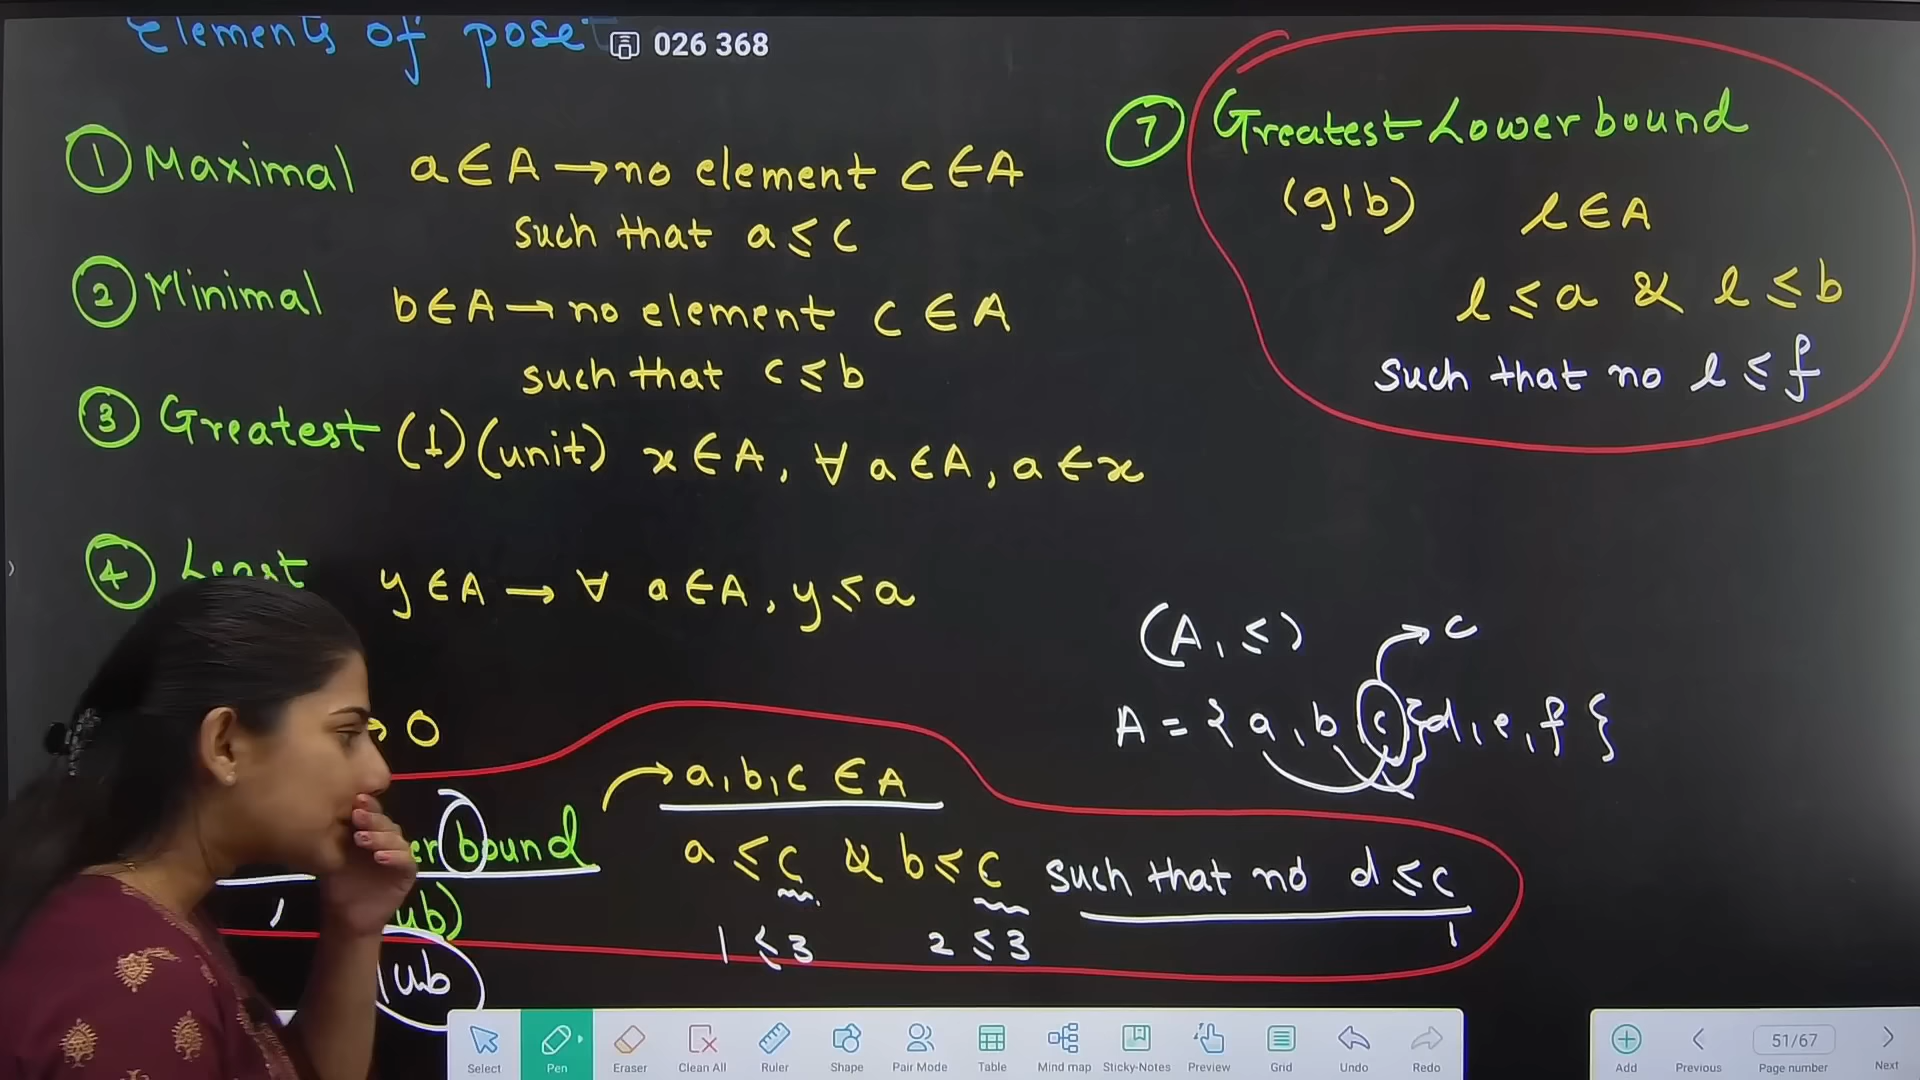 Elements of poset
026 368
① Maximal a ∈ A → no element c ∈ A
such that a ≤ c
② Minimal b ∈ A → no element c ∈ A
such that c ≤ b
③ Greatest (1) (unit) x ∈ A, ∀ a ∈ A, a ∈ x
④ Least y ∈ A → ∀ a ∈ A, y ≤ a
→ 0
a, b, c ∈ A
er bound a ≤ c & b ≤ c such that no d ≤ c
ub) 1 ≤ 3 2 ≤ 3
lub
⑦ Greatest Lower bound
(glb) l ∈ A
l ≤ a & l ≤ b
such that no l ≤ f
(A, ≤) → c
A = { a, b c } d, e, f }
Select Pen Eraser Clean All Ruler Shape Pair Mode Table Mind map Sticky-Notes Preview Grid Undo Redo
Add Previous 51/67 Page number Next